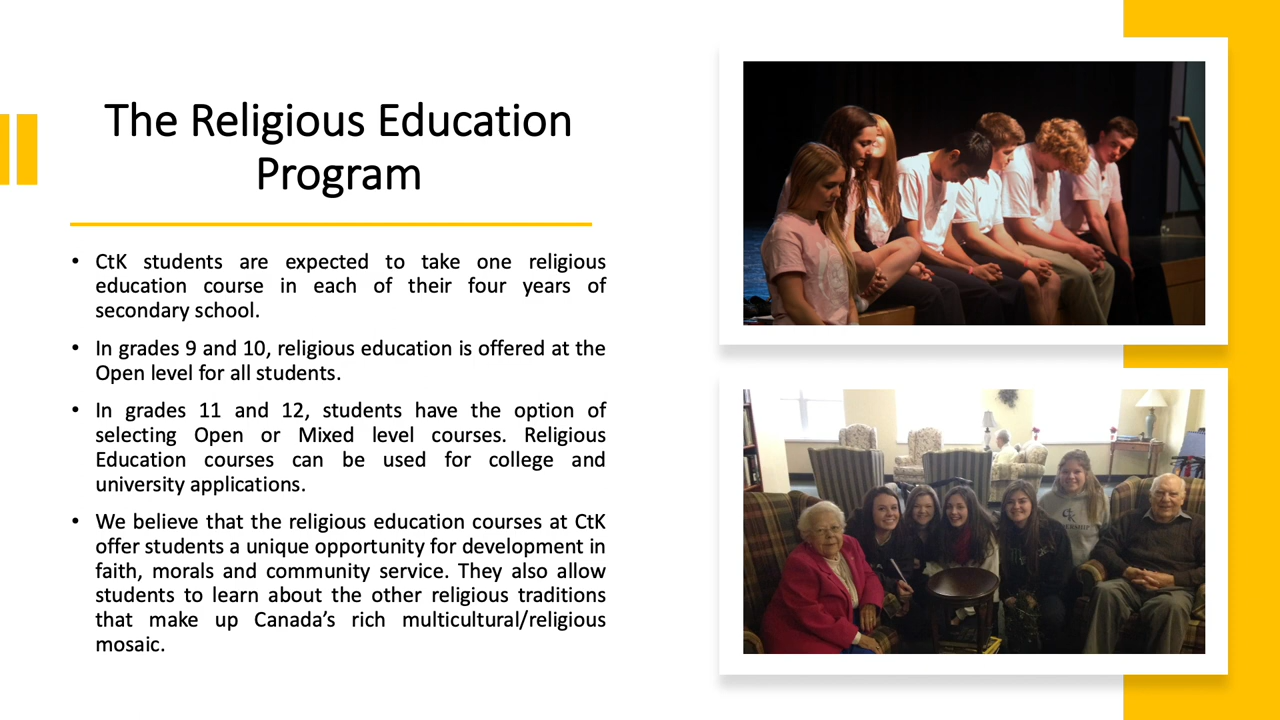 The Religious Education
Program
• CtK students are expected to take one religious
education course in each of their four years of
secondary school.
• In grades 9 and 10, religious education is offered at the
Open level for all students.
• In grades 11 and 12, students have the option of
selecting Open or Mixed level courses. Religious
Education courses can be used for college and
university applications.
• We believe that the religious education courses at CtK
offer students a unique opportunity for development in
faith, morals and community service. They also allow
students to learn about the other religious traditions
that make up Canada’s rich multicultural/religious
mosaic.